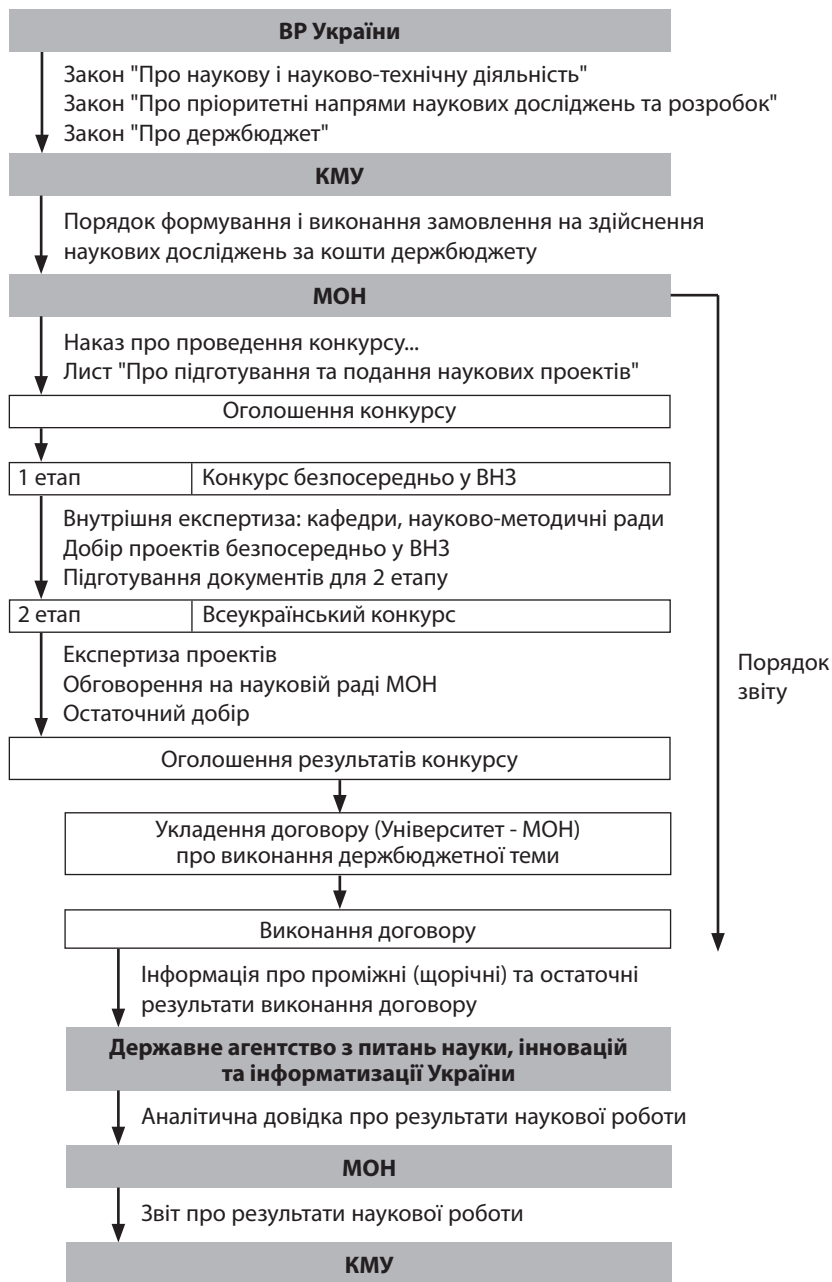 ВР України
Закон "Про наукову і науково-технічну діяльність"
Закон "Про пріоритетні напрями наукових досліджень та розробок"
Закон "Про держбюджет"
КМУ
Порядок формування і виконання замовлення на здійснення
наукових досліджень за кошти держбюджету
МОН
Наказ про проведення конкурсу...
Лист "Про підготування та подання наукових проектів"
Оголошення конкурсу
1 етап Конкурс безпосередньо у ВНЗ
Внутрішня експертиза: кафедри, науково-методичні ради
Добір проектів безпосередньо у ВНЗ
Підготування документів для 2 етапу
2 етап Всеукраїнський конкурс
Експертиза проектів
Обговорення на науковій раді МОН
Остаточний добір
Порядок
звіту
Оголошення результатів конкурсу
Укладення договору (Університет - МОН)
про виконання держбюджетної теми
Виконання договору
Інформація про проміжні (щорічні) та остаточні
результати виконання договору
Державне агентство з питань науки, інновацій
та інформатизації України
Аналітична довідка про результати наукової роботи
МОН
Звіт про результати наукової роботи
КМУ